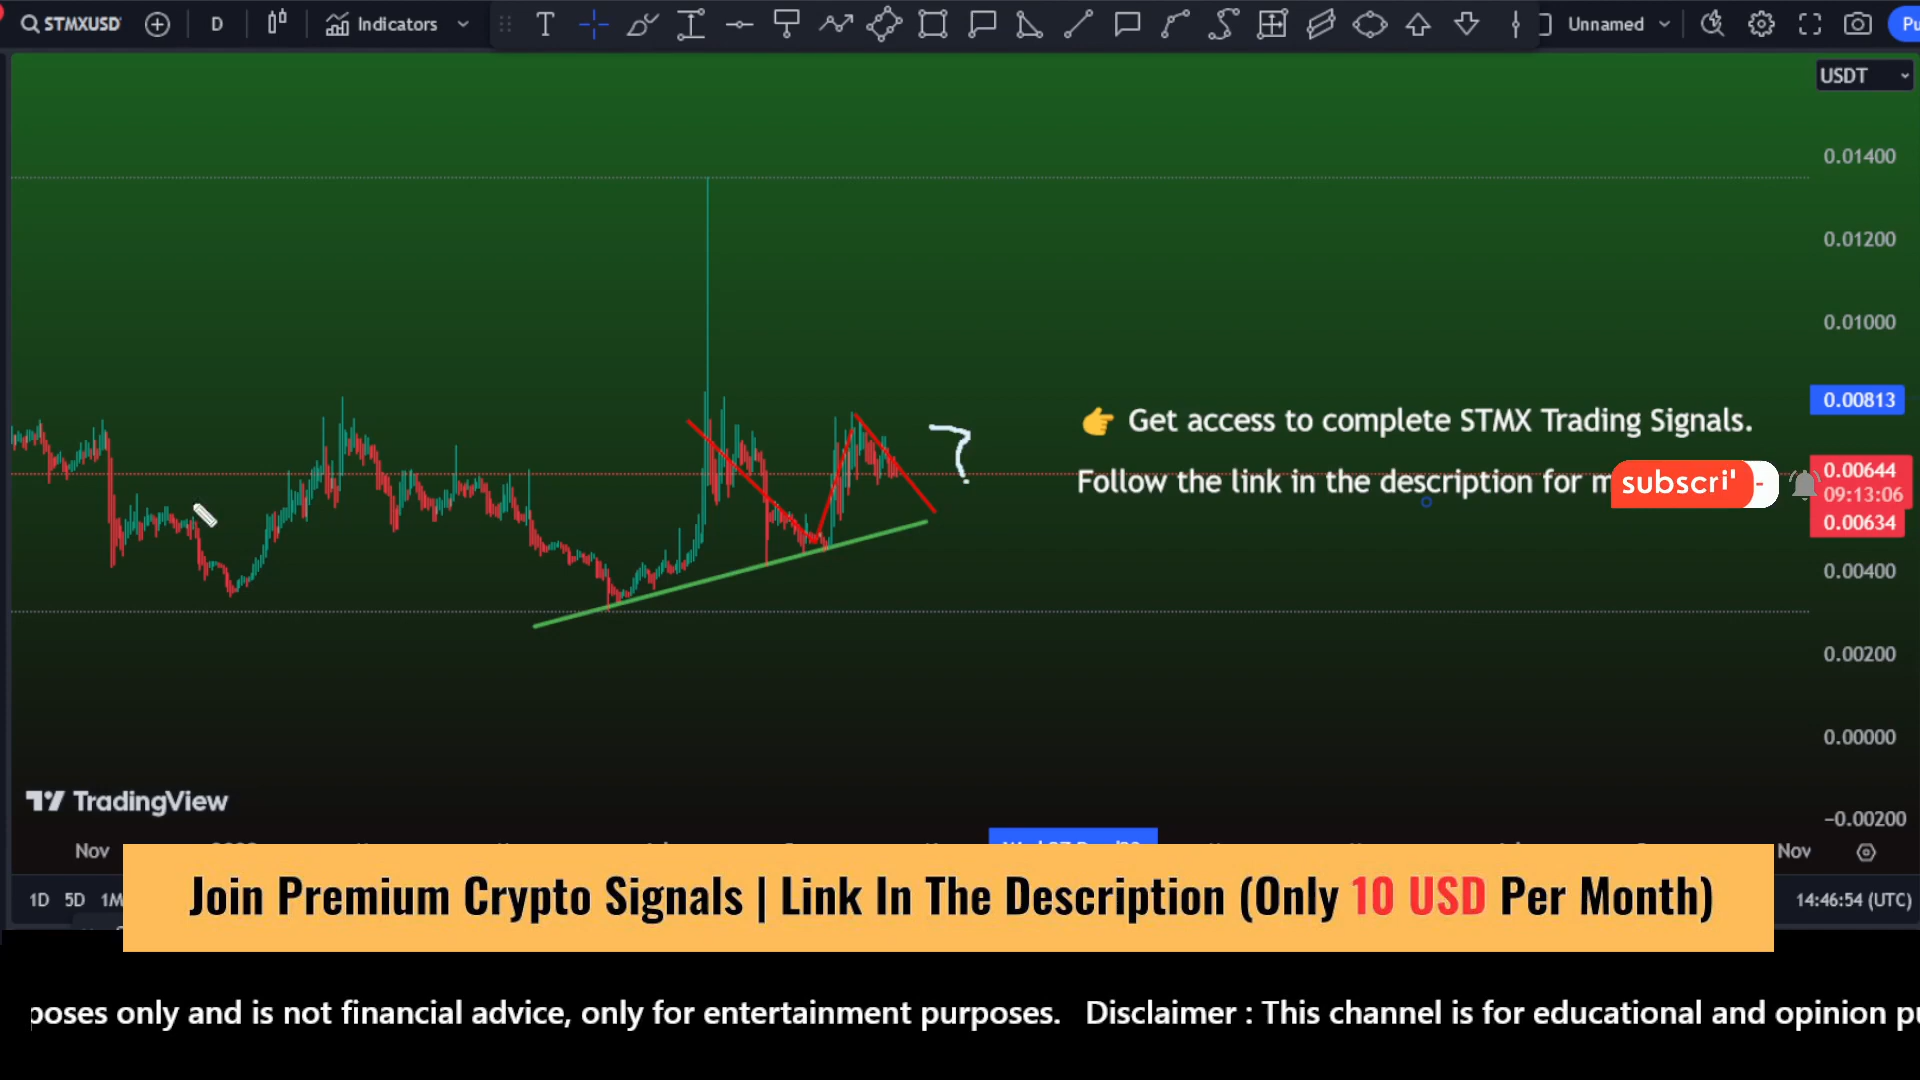 STMXUSD D Indicators Unnamed
USDT
0.01400
0.01200
0.01000
0.00813
👉 Get access to complete STMX Trading Signals.
0.00644
Follow the link in the description for m subscri'
09:13:06
0.00634
0.00400
0.00200
0.00000
TradingView
−0.00200
Nov Nov
1D 5D 1M 14:46:54 (UTC)
Join Premium Crypto Signals | Link In The Description (Only 10 USD Per Month)
poses only and is not financial advice, only for entertainment purposes. Disclaimer : This channel is for educational and opinion pu